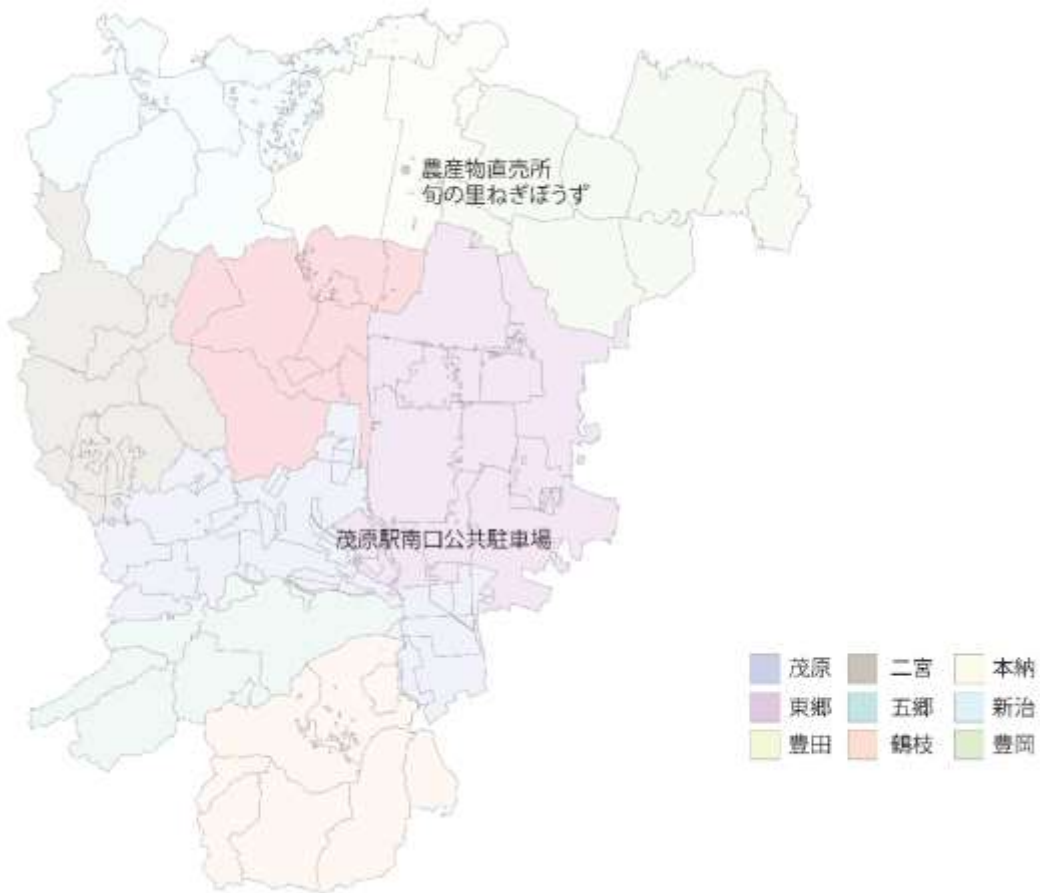 農産物直売所
旬の里ねぎぼうず
茂原駅南口公共駐車場
茂原
二宮
本納
東郷
五郷
新治
豊田
鶴枝
豊岡